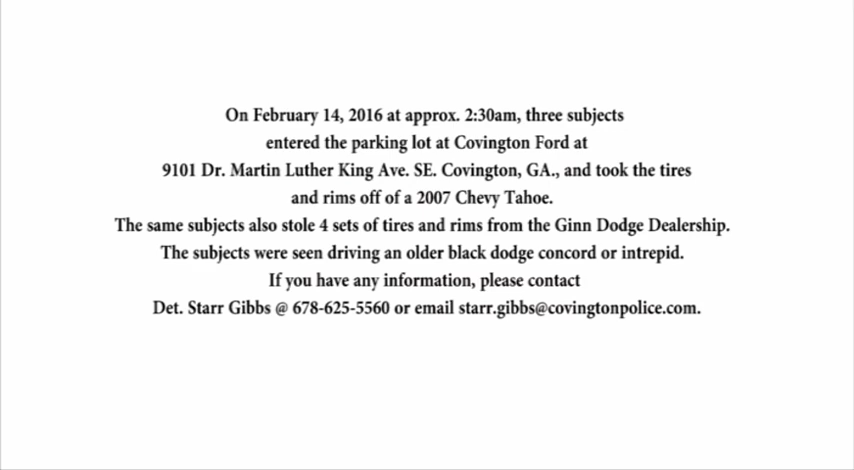 On February 14, 2016 at approx. 2:30am, three subjects
entered the parking lot at Covington Ford at
9101 Dr. Martin Luther King Ave. SE. Covington, GA., and took the tires
and rims off of a 2007 Chevy Tahoe.
The same subjects also stole 4 sets of tires and rims from the Ginn Dodge Dealership.
The subjects were seen driving an older black dodge concord or intrepid.
If you have any information, please contact
Det. Starr Gibbs @ 678-625-5560 or email starr.gibbs@covingtonpolice.com.